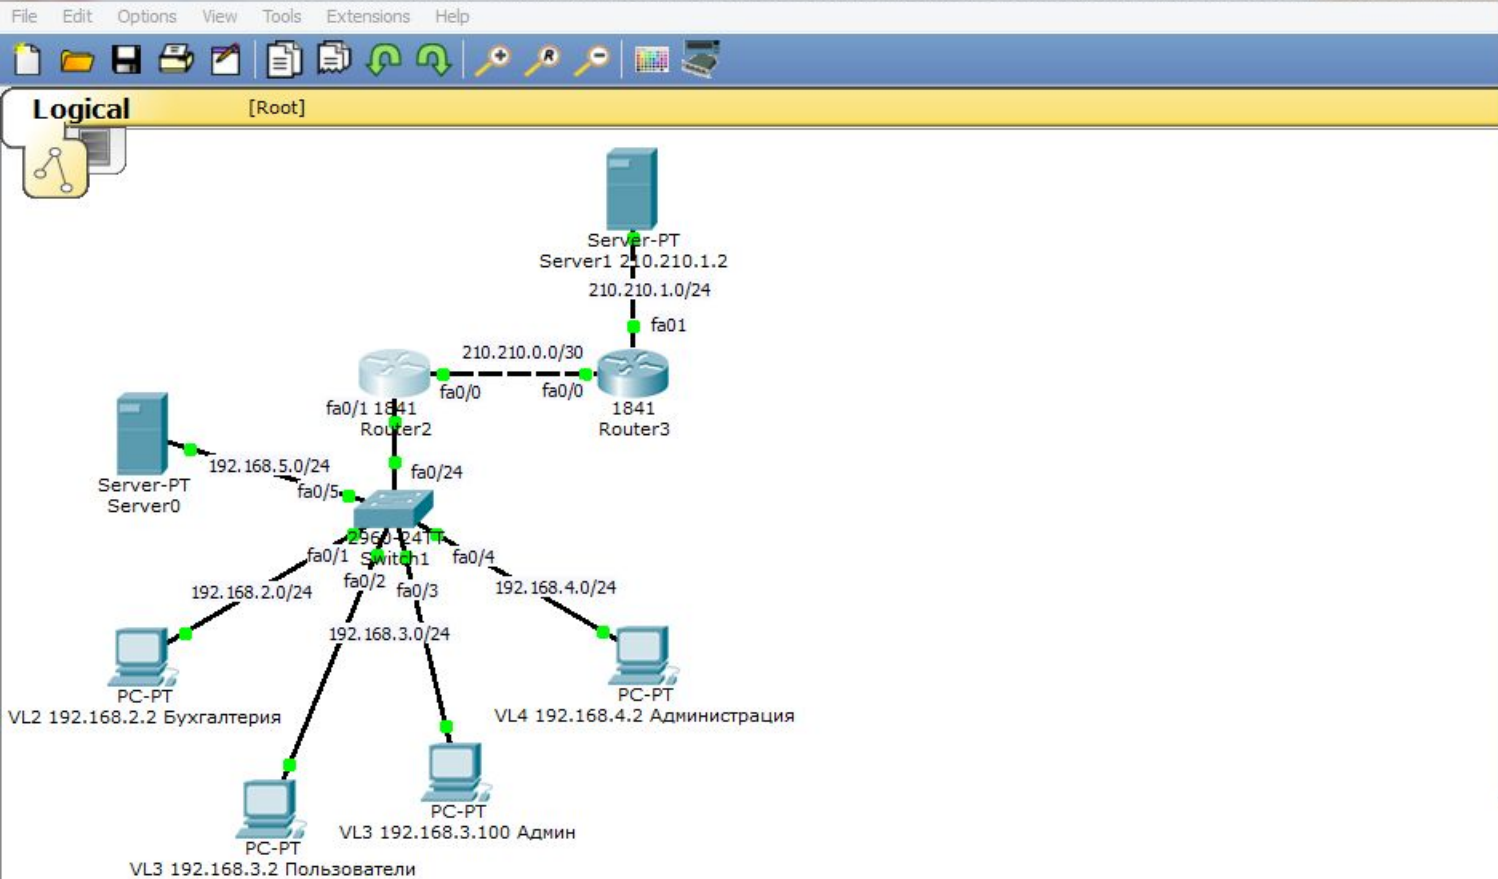 File Edit Options View Tools Extensions Help
Logical [Root]
Server-PT
Server1 210.210.1.2
210.210.1.0/24
fa01
210.210.0.0/30
fa0/0 fa0/0
fa0/1 1841
Router2
1841
Router3
192.168.5.0/24
fa0/24
Server-PT
Server0
fa0/5
2960-24TT
Switch1
fa0/1
fa0/2
fa0/3
fa0/4
192.168.2.0/24
192.168.4.0/24
192.168.3.0/24
PC-PT
VL2 192.168.2.2 Бухгалтерия
PC-PT
VL4 192.168.4.2 Администрация
PC-PT
VL3 192.168.3.100 Админ
PC-PT
VL3 192.168.3.2 Пользователи